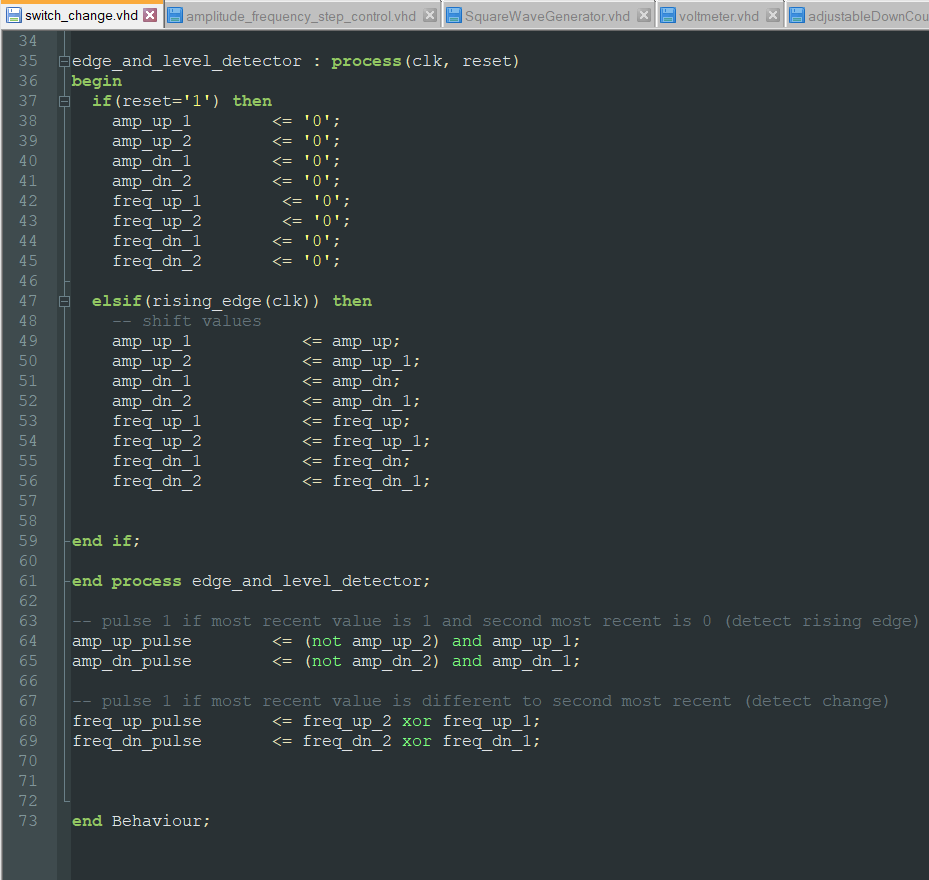 switch_change.vhd amplitude_frequency_step_control.vhd SquareWaveGenerator.vhd voltmeter.vhd adjustableDownCou
34
35 edge_and_level_detector : process(clk, reset)
36 begin
37 if(reset='1') then
38 amp_up_1 <= '0';
39 amp_up_2 <= '0';
40 amp_dn_1 <= '0';
41 amp_dn_2 <= '0';
42 freq_up_1 <= '0';
43 freq_up_2 <= '0';
44 freq_dn_1 <= '0';
45 freq_dn_2 <= '0';
46
47 elsif(rising_edge(clk)) then
48 -- shift values
49 amp_up_1 <= amp_up;
50 amp_up_2 <= amp_up_1;
51 amp_dn_1 <= amp_dn;
52 amp_dn_2 <= amp_dn_1;
53 freq_up_1 <= freq_up;
54 freq_up_2 <= freq_up_1;
55 freq_dn_1 <= freq_dn;
56 freq_dn_2 <= freq_dn_1;
57
58
59 end if;
60
61 end process edge_and_level_detector;
62
63 -- pulse 1 if most recent value is 1 and second most recent is 0 (detect rising edge)
64 amp_up_pulse <= (not amp_up_2) and amp_up_1;
65 amp_dn_pulse <= (not amp_dn_2) and amp_dn_1;
66
67 -- pulse 1 if most recent value is different to second most recent (detect change)
68 freq_up_pulse <= freq_up_2 xor freq_up_1;
69 freq_dn_pulse <= freq_dn_2 xor freq_dn_1;
70
71
72
73 end Behaviour;